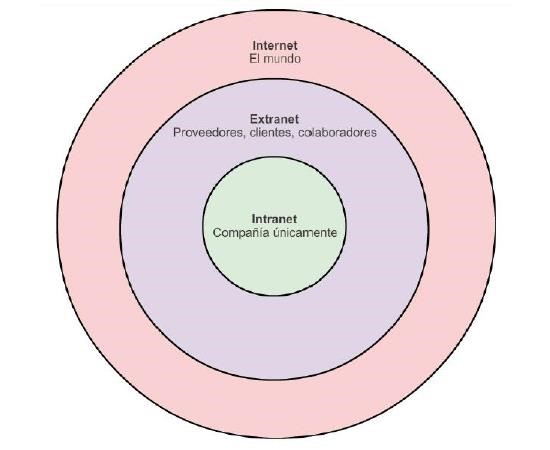 Internet
El mundo
Extranet
Proveedores, clientes, colaboradores
Intranet
Compañía únicamente